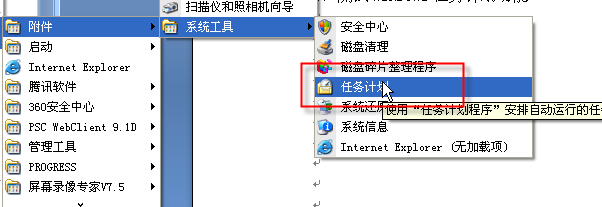 附件
启动
Internet Explorer
腾讯软件
360安全中心
PSC WebClient 9.1D
管理工具
PROGRESS
屏幕录像专家V7.5
扫描仪和照相机向导
系统工具
安全中心
磁盘清理
磁盘碎片整理程序
任务计划
系统还原
系统信息
Internet Explorer (无加载项)
使用“任务计划程序”安排自动运行的任